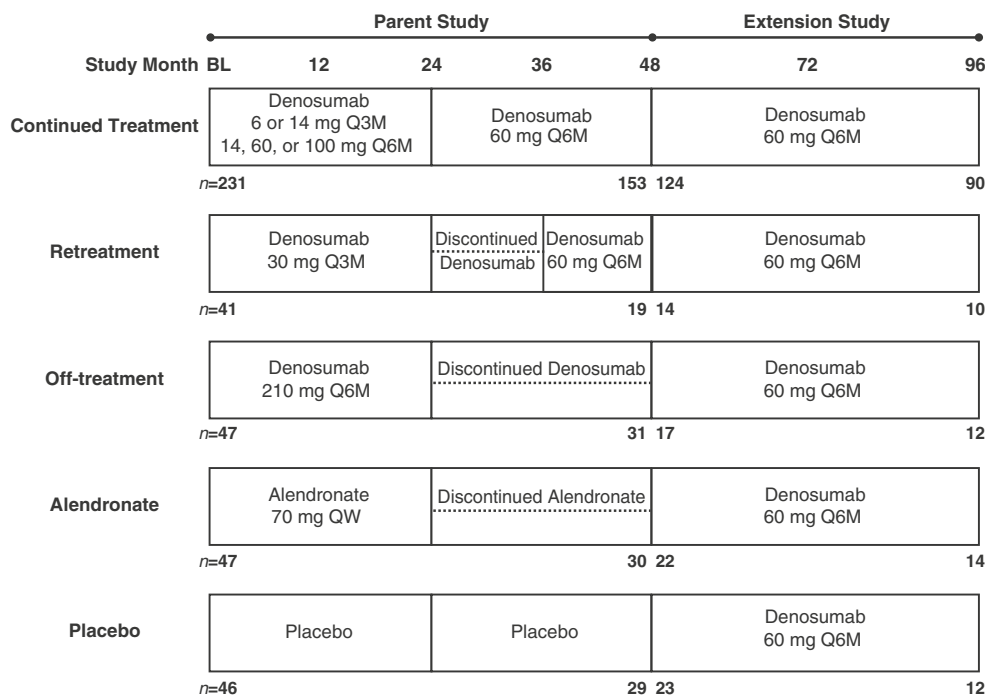 Parent Study Extension Study
Study Month BL 12 24 36 48 72 96
Continued Treatment
Denosumab
6 or 14 mg Q3M
14, 60, or 100 mg Q6M
Denosumab
60 mg Q6M
Denosumab
60 mg Q6M
n=231 153 124 90
Retreatment
Denosumab
30 mg Q3M
Discontinued
Denosumab
Denosumab
60 mg Q6M
Denosumab
60 mg Q6M
n=41 19 14 10
Off-treatment
Denosumab
210 mg Q6M
Discontinued Denosumab
Denosumab
60 mg Q6M
n=47 31 17 12
Alendronate
Alendronate
70 mg QW
Discontinued Alendronate
Denosumab
60 mg Q6M
n=47 30 22 14
Placebo
Placebo
Placebo
Denosumab
60 mg Q6M
n=46 29 23 12